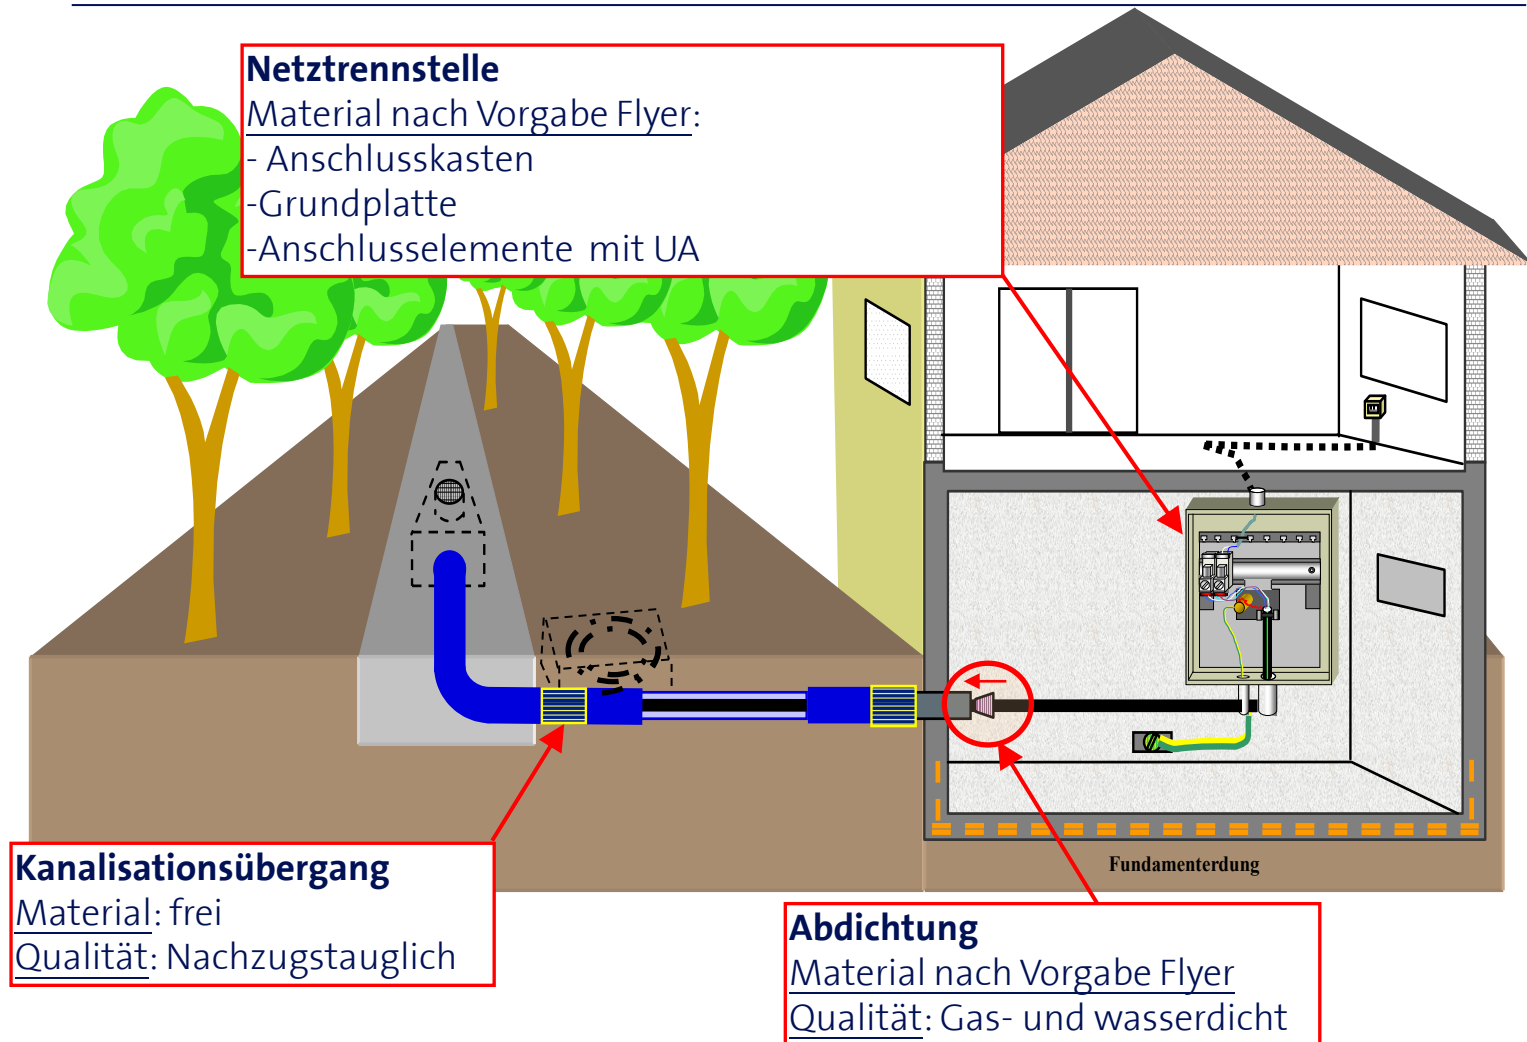 Netztrennstelle
Material nach Vorgabe Flyer:
- Anschlusskasten
-Grundplatte
-Anschlusselemente mit UA
Fundamenterdung
Kanalisationsübergang
Material: frei
Qualität: Nachzugstauglich
Abdichtung
Material nach Vorgabe Flyer
Qualität: Gas- und wasserdicht